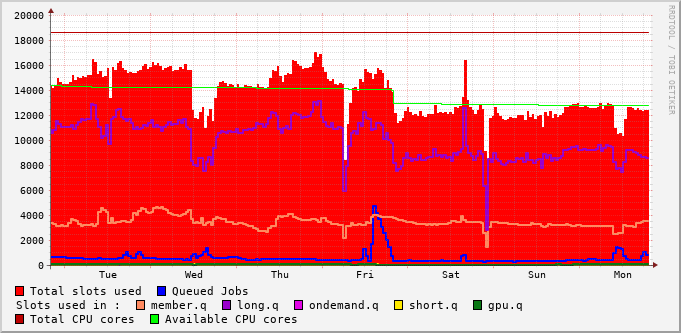 20000
18000
16000
14000
12000
10000
8000
6000
4000
2000
0
Tue Wed Thu Fri Sat Sun Mon
RRDTOOL / TOBI OETIKER
Total slots used Queued Jobs
Slots used in : member.q long.q ondemand.q short.q gpu.q
Total CPU cores Available CPU cores